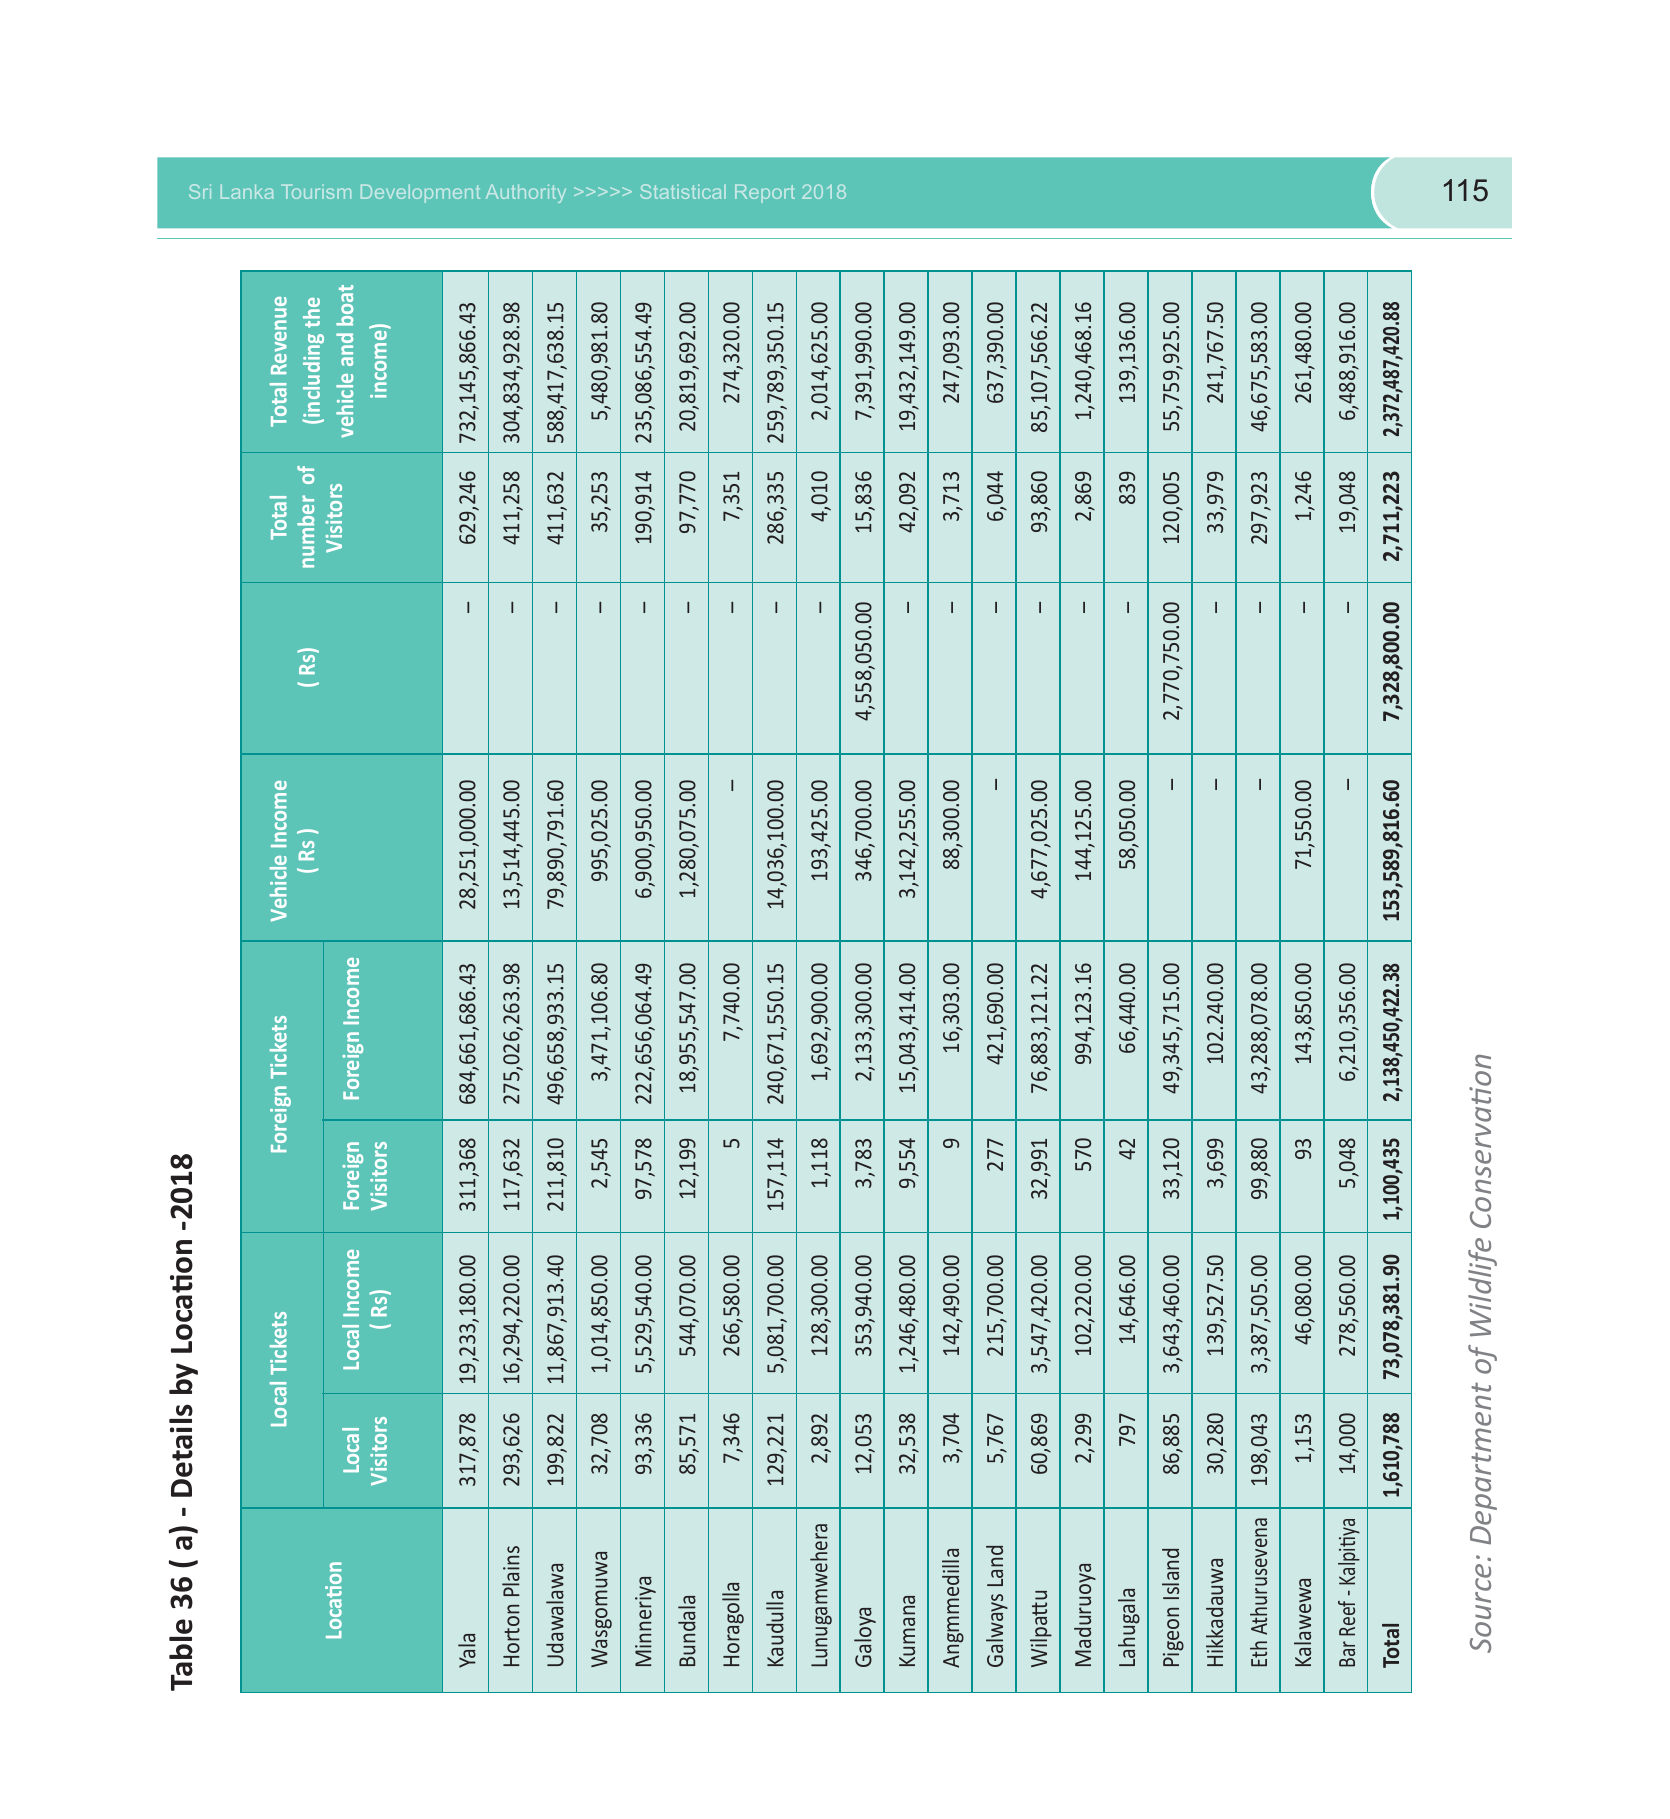 Sri Lanka Tourism Development Authority >>>>> Statistical Report 2018
115
Table 36 ( a) - Details by Location -2018
Location Local Tickets Foreign Tickets Vehicle Income ( Rs ) ( Rs) Total number of Visitors Total Revenue (including the vehicle and boat income)
Local Visitors Local Income ( Rs) Foreign Visitors Foreign Income
Yala 317,878 19,233,180.00 311,368 684,661,686.43 28,251,000.00 – 629,246 732,145,866.43
Horton Plains 293,626 16,294,220.00 117,632 275,026,263.98 13,514,445.00 – 411,258 304,834,928.98
Udawalawa 199,822 11,867,913.40 211,810 496,658,933.15 79,890,791.60 – 411,632 588,417,638.15
Wasgomuwa 32,708 1,014,850.00 2,545 3,471,106.80 995,025.00 – 35,253 5,480,981.80
Minneriya 93,336 5,529,540.00 97,578 222,656,064.49 6,900,950.00 – 190,914 235,086,554.49
Bundala 85,571 544,070.00 12,199 18,955,547.00 1,280,075.00 – 97,770 20,819,692.00
Horagolla 7,346 266,580.00 5 7,740.00 – – 7,351 274,320.00
Kaudulla 129,221 5,081,700.00 157,114 240,671,550.15 14,036,100.00 – 286,335 259,789,350.15
Lunugamwehera 2,892 128,300.00 1,118 1,692,900.00 193,425.00 – 4,010 2,014,625.00
Galoya 12,053 353,940.00 3,783 2,133,300.00 346,700.00 4,558,050.00 15,836 7,391,990.00
Kumana 32,538 1,246,480.00 9,554 15,043,414.00 3,142,255.00 – 42,092 19,432,149.00
Angmmedilla 3,704 142,490.00 9 16,303.00 88,300.00 – 3,713 247,093.00
Galways Land 5,767 215,700.00 277 421,690.00 – – 6,044 637,390.00
Wilpattu 60,869 3,547,420.00 32,991 76,883,121.22 4,677,025.00 – 93,860 85,107,566.22
Maduruoya 2,299 102,220.00 570 994,123.16 144,125.00 – 2,869 1,240,468.16
Lahugala 797 14,646.00 42 66,440.00 58,050.00 – 839 139,136.00
Pigeon Island 86,885 3,643,460.00 33,120 49,345,715.00 – 2,770,750.00 120,005 55,759,925.00
Hikkadauwa 30,280 139,527.50 3,699 102.240.00 – – 33,979 241,767.50
Eth Athurusevena 198,043 3,387,505.00 99,880 43,288,078.00 – – 297,923 46,675,583.00
Kalawewa 1,153 46,080.00 93 143,850.00 71,550.00 – 1,246 261,480.00
Bar Reef - Kalpitiya 14,000 278,560.00 5,048 6,210,356.00 – – 19,048 6,488,916.00
Total 1,610,788 73,078,381.90 1,100,435 2,138,450,422.38 153,589,816.60 7,328,800.00 2,711,223 2,372,487,420.88
Source: Department of Wildlife Conservation